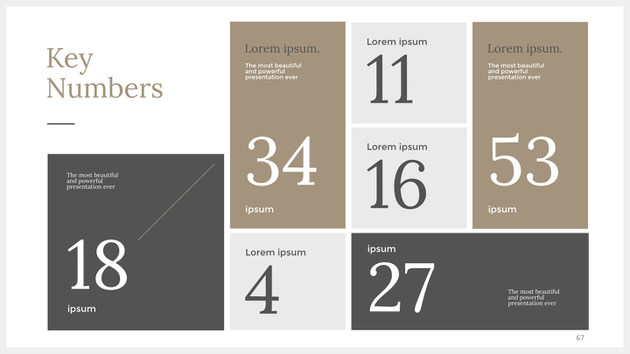 Key
Numbers
The most beautiful
and powerful
presentation ever
18
ipsum
Lorem ipsum.
The most beautiful
and powerful
presentation ever
34
ipsum
Lorem ipsum
4
Lorem ipsum
11
Lorem ipsum
16
Lorem ipsum.
The most beautiful
and powerful
presentation ever
53
ipsum
ipsum
27
The most beautiful
and powerful
presentation ever
67